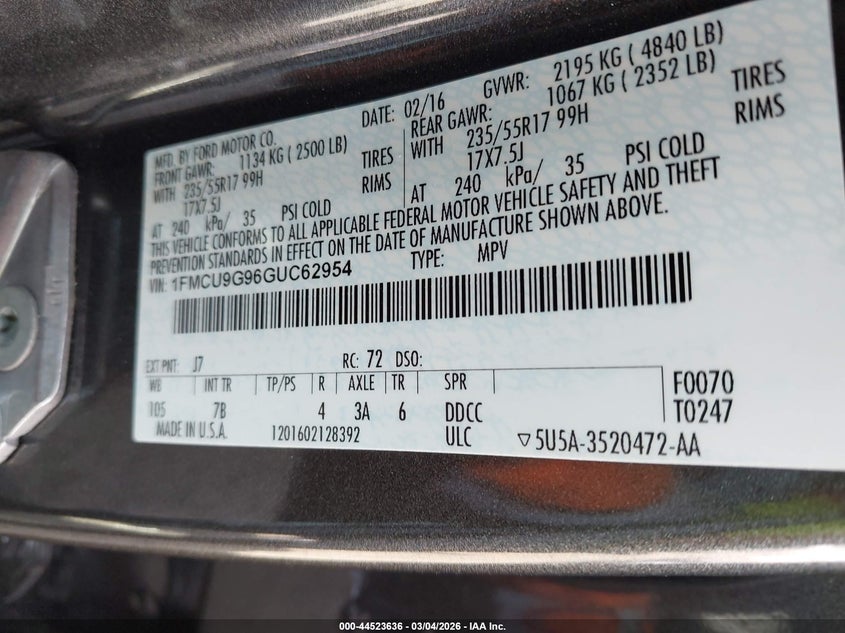 MFD. BY FORD MOTOR CO.
DATE: 02/16 GVWR: 2195 KG ( 4840 LB)
FRONT GAWR: 1134 KG ( 2500 LB) REAR GAWR: 1067 KG ( 2352 LB)
WITH 235/55R17 99H TIRES WITH 235/55R17 99H TIRES
17X7.5J RIMS 17X7.5J RIMS
AT 240 kPa/ 35 PSI COLD AT 240 kPa/ 35 PSI COLD
THIS VEHICLE CONFORMS TO ALL APPLICABLE FEDERAL MOTOR VEHICLE SAFETY AND THEFT
PREVENTION STANDARDS IN EFFECT ON THE DATE OF MANUFACTURE SHOWN ABOVE.
VIN: 1FMCU9G96GUC62954 TYPE: MPV
EXT PNT: J7 RC: 72 DSO:
WB INT TR TP/PS R AXLE TR SPR F0070
105 7B 4 3A 6 DDCC T0247
MADE IN U.S.A. 1201602128392 ULC ▽5U5A-3520472-AA
000-44523636 - 03/04/2026 - IAA Inc.